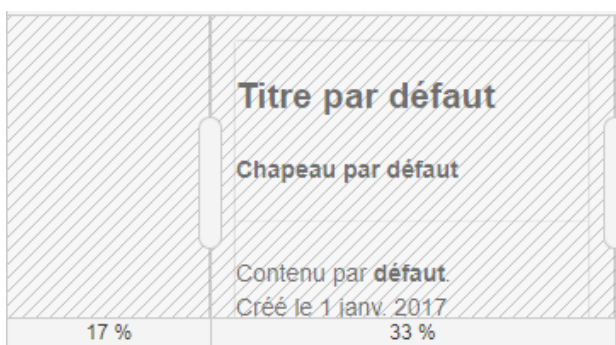 Titre par défaut
Chapeau par défaut
Contenu par défaut.
Créé le 1 janv. 2017
17 %
33 %